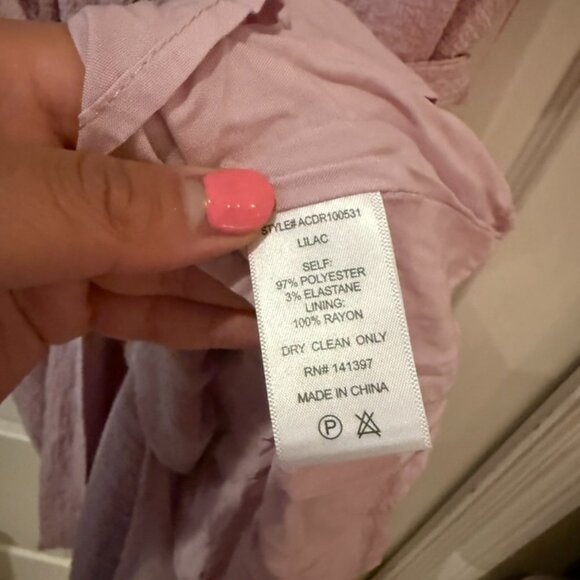 STYLE# ACDR100531
LILAC
SELF:
97% POLYESTER
3% ELASTANE
LINING:
100% RAYON
DRY CLEAN ONLY
RN# 141397
MADE IN CHINA
P